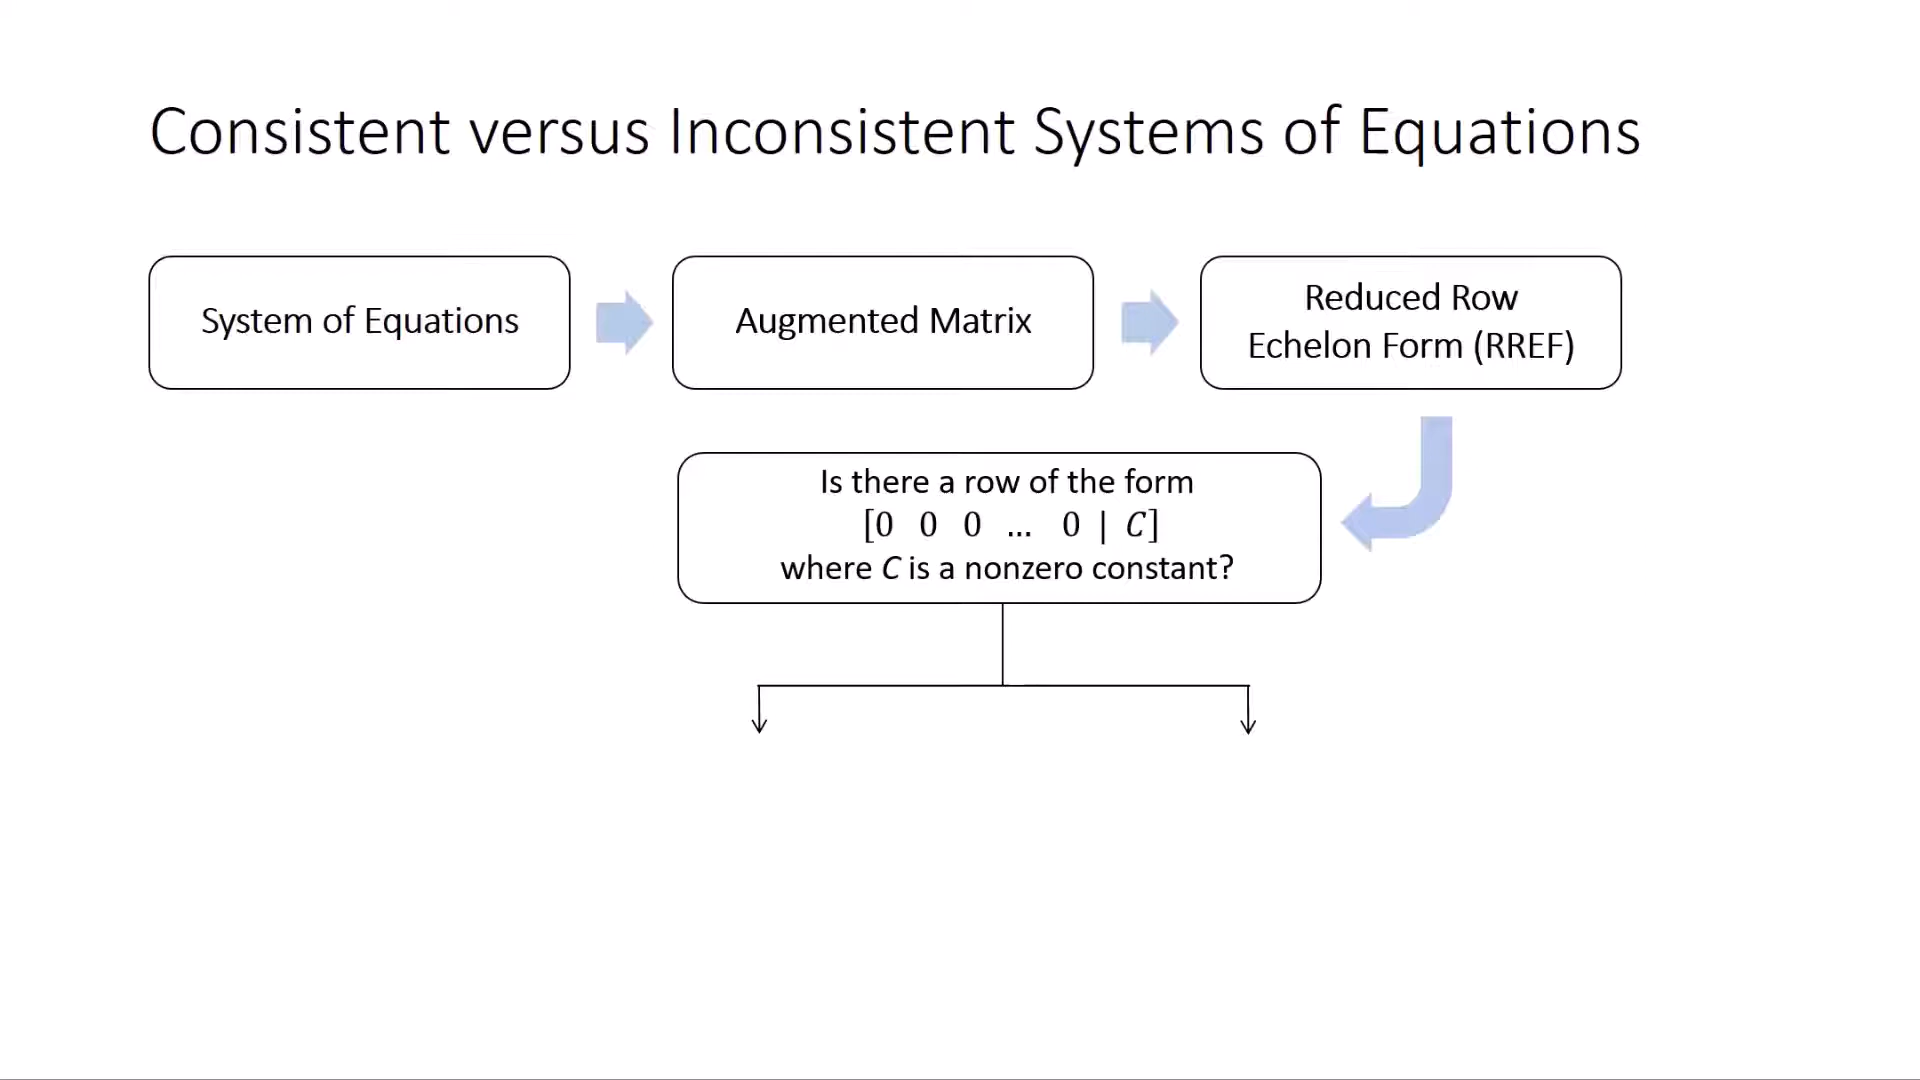 Consistent versus Inconsistent Systems of Equations
System of Equations
Augmented Matrix
Reduced Row
Echelon Form (RREF)
Is there a row of the form
[0 0 0 ... 0 | C]
where C is a nonzero constant?